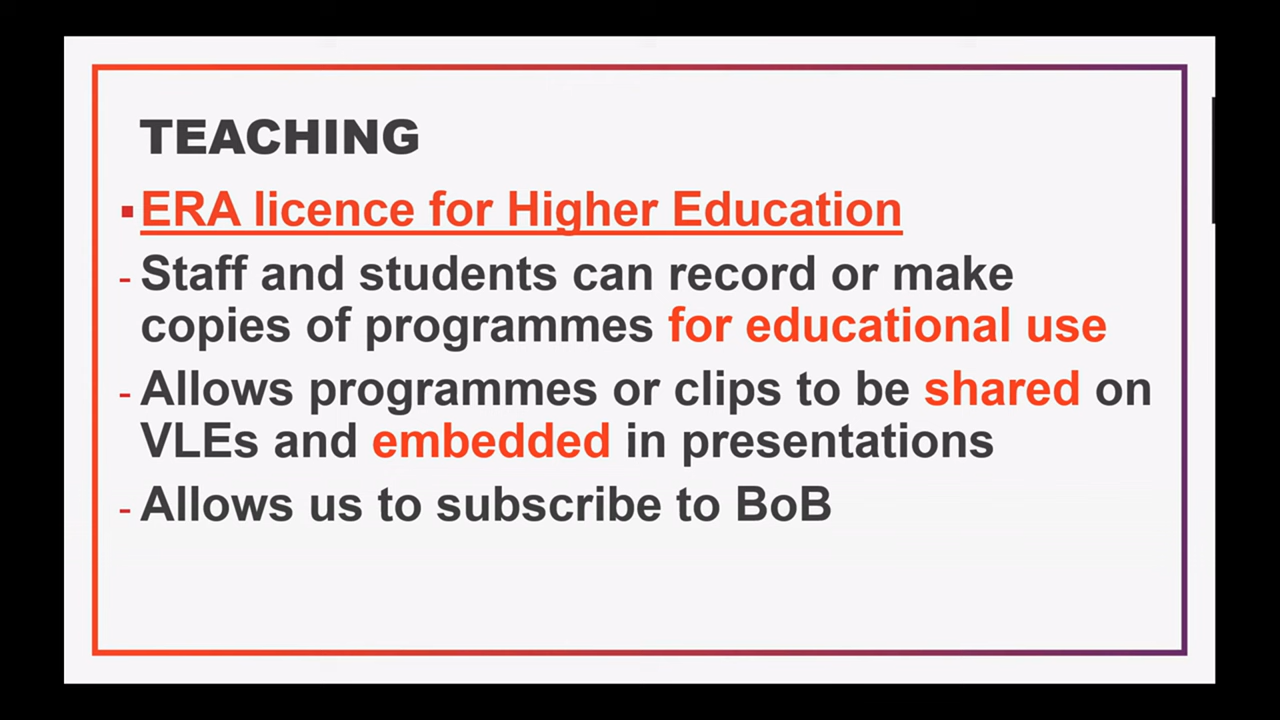 TEACHING
▪ERA licence for Higher Education
- Staff and students can record or make
copies of programmes for educational use
- Allows programmes or clips to be shared on
VLEs and embedded in presentations
- Allows us to subscribe to BoB